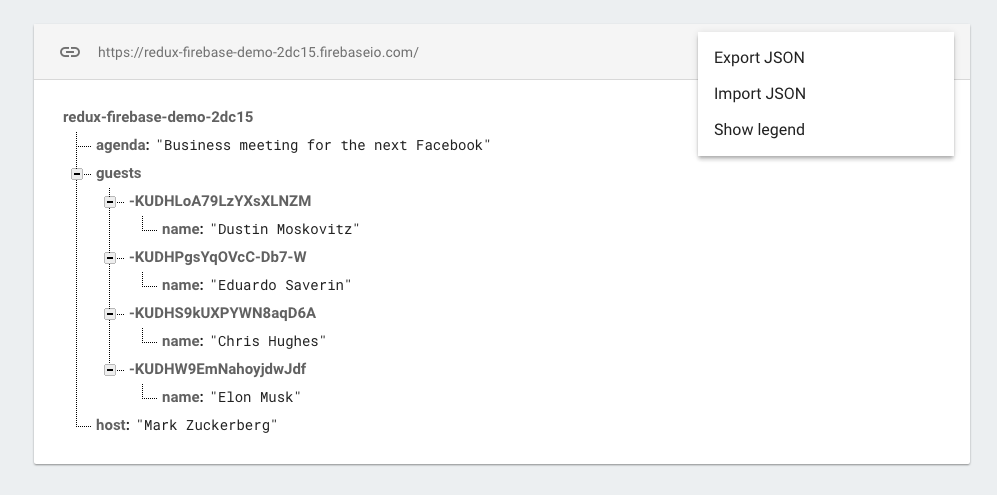 https://redux-firebase-demo-2dc15.firebaseio.com/
Export JSON
Import JSON
Show legend
redux-firebase-demo-2dc15
agenda: "Business meeting for the next Facebook"
guests
-KUDHLoA79LzYXsXLNZM
name: "Dustin Moskovitz"
-KUDHPgsYqOVcC-Db7-W
name: "Eduardo Saverin"
-KUDHS9kUXPYWN8aqD6A
name: "Chris Hughes"
-KUDHW9EmNahoyjdwJdf
name: "Elon Musk"
host: "Mark Zuckerberg"